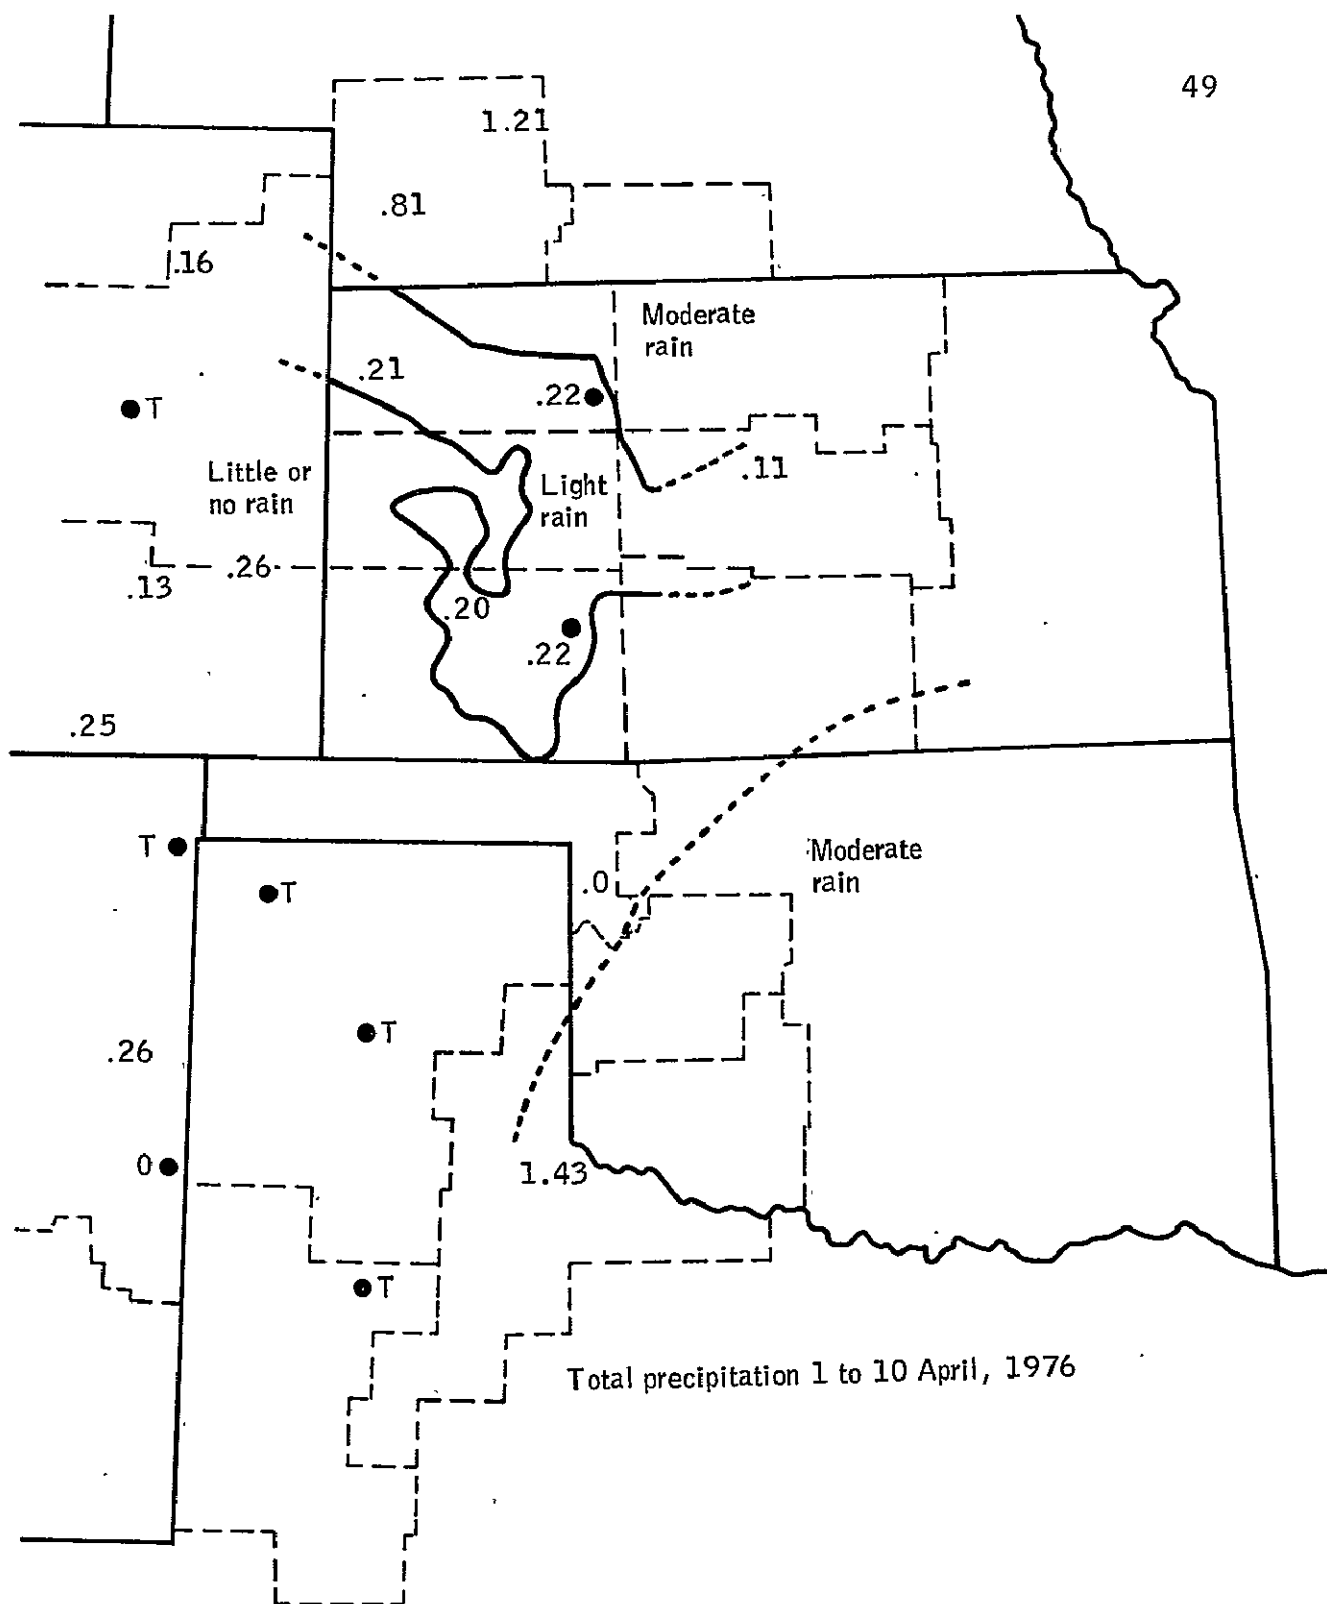 49
1.21
.81
.16
Moderate
rain
.21
.22
T
Little or
no rain
Light
rain
.11
.26
.13
.20
.22
.25
T
T
.0
Moderate
rain
T
.26
0
1.43
T
Total precipitation 1 to 10 April, 1976